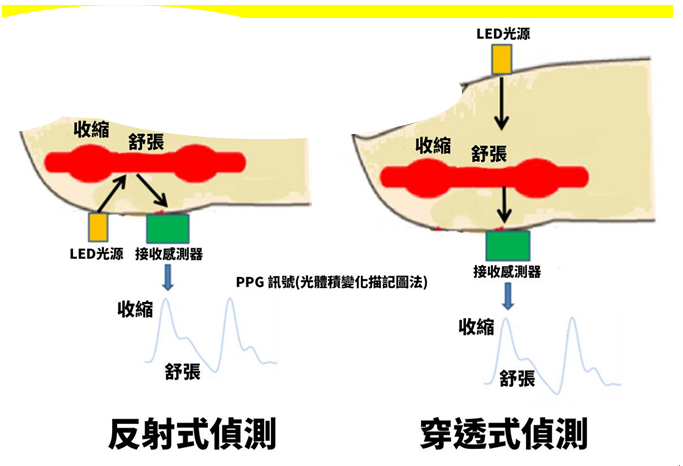 LED光源
收縮
舒張
收縮
舒張
LED光源
接收感測器
接收感測器
PPG 訊號(光體積變化描記圖法)
收縮
舒張
收縮
舒張
反射式偵測
穿透式偵測